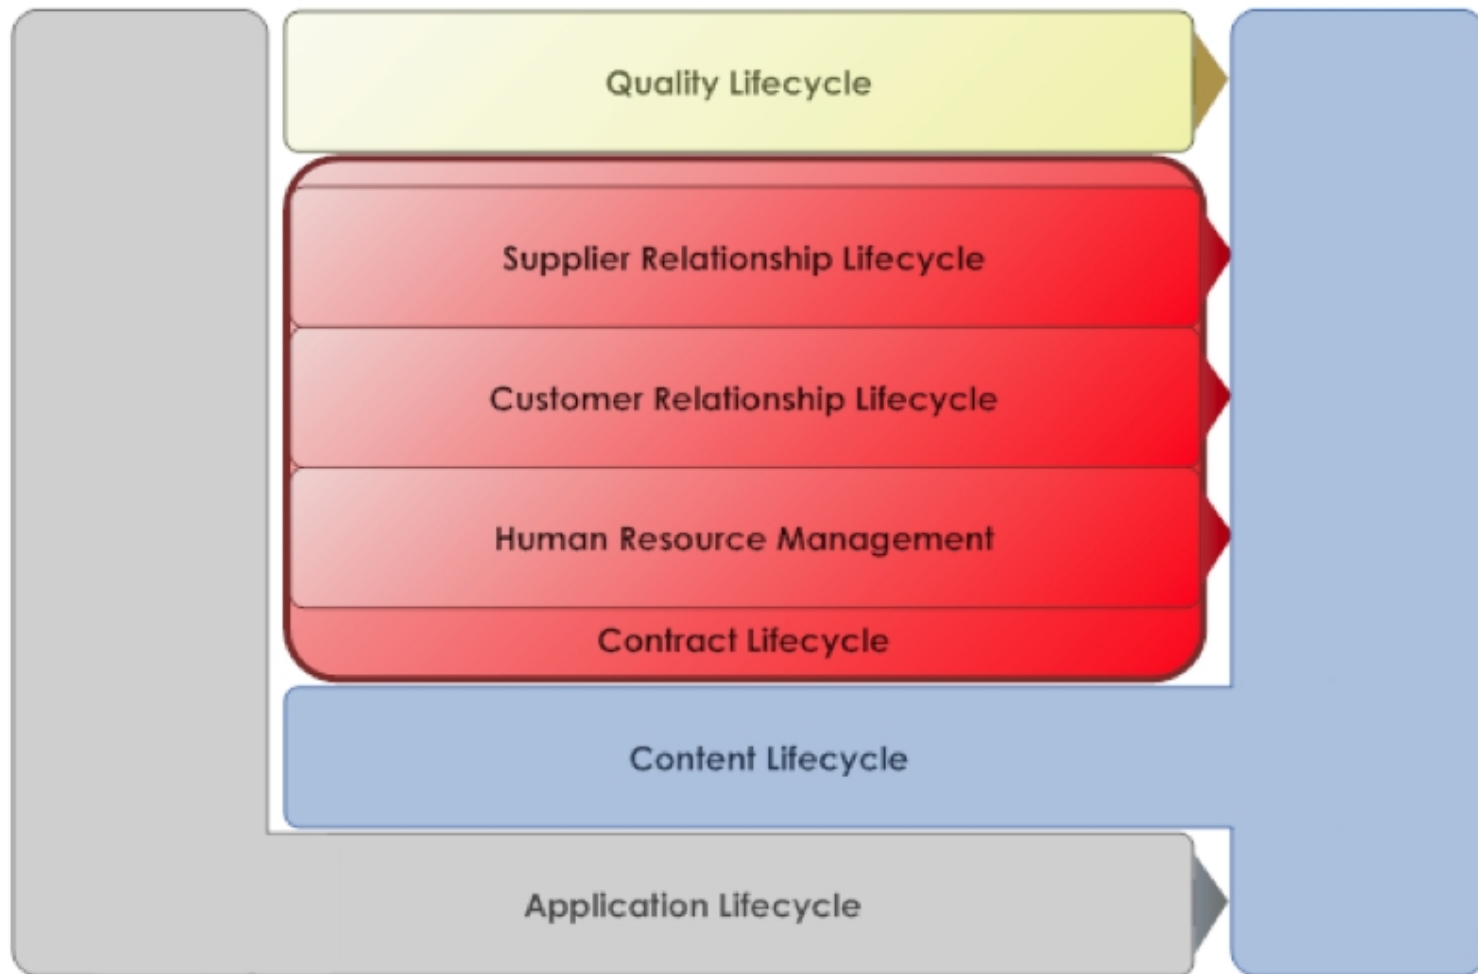 Quality Lifecycle
Supplier Relationship Lifecycle
Customer Relationship Lifecycle
Human Resource Management
Contract Lifecycle
Content Lifecycle
Application Lifecycle